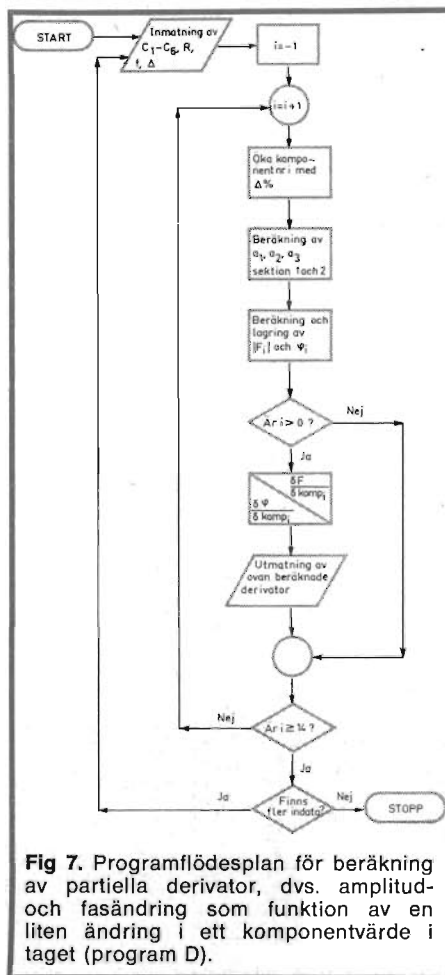 START
Inmatning av
C₁–C₆, R,
f, Δ
i=-1
i=i+1
Öka kompo-
nent nr i med
Δ%
Beräkning av
a₁, a₂, a₃
sektion 1 och 2
Beräkning och
lagring av
|Fᵢ| och φᵢ
Är i > 0 ?
Nej
Ja
δF
δ kompᵢ
δφ
δ kompᵢ
Utmatning av
ovan beräknade
derivator
Nej
Är i ≥ 14 ?
Ja
Ja
Finns
fler indata?
Nej
STOPP
Fig 7. Programflödesplan för beräkning
av partiella derivator, dvs. amplitud-
och fasändring som funktion av en
liten ändring i ett komponentvärde i
taget (program D).